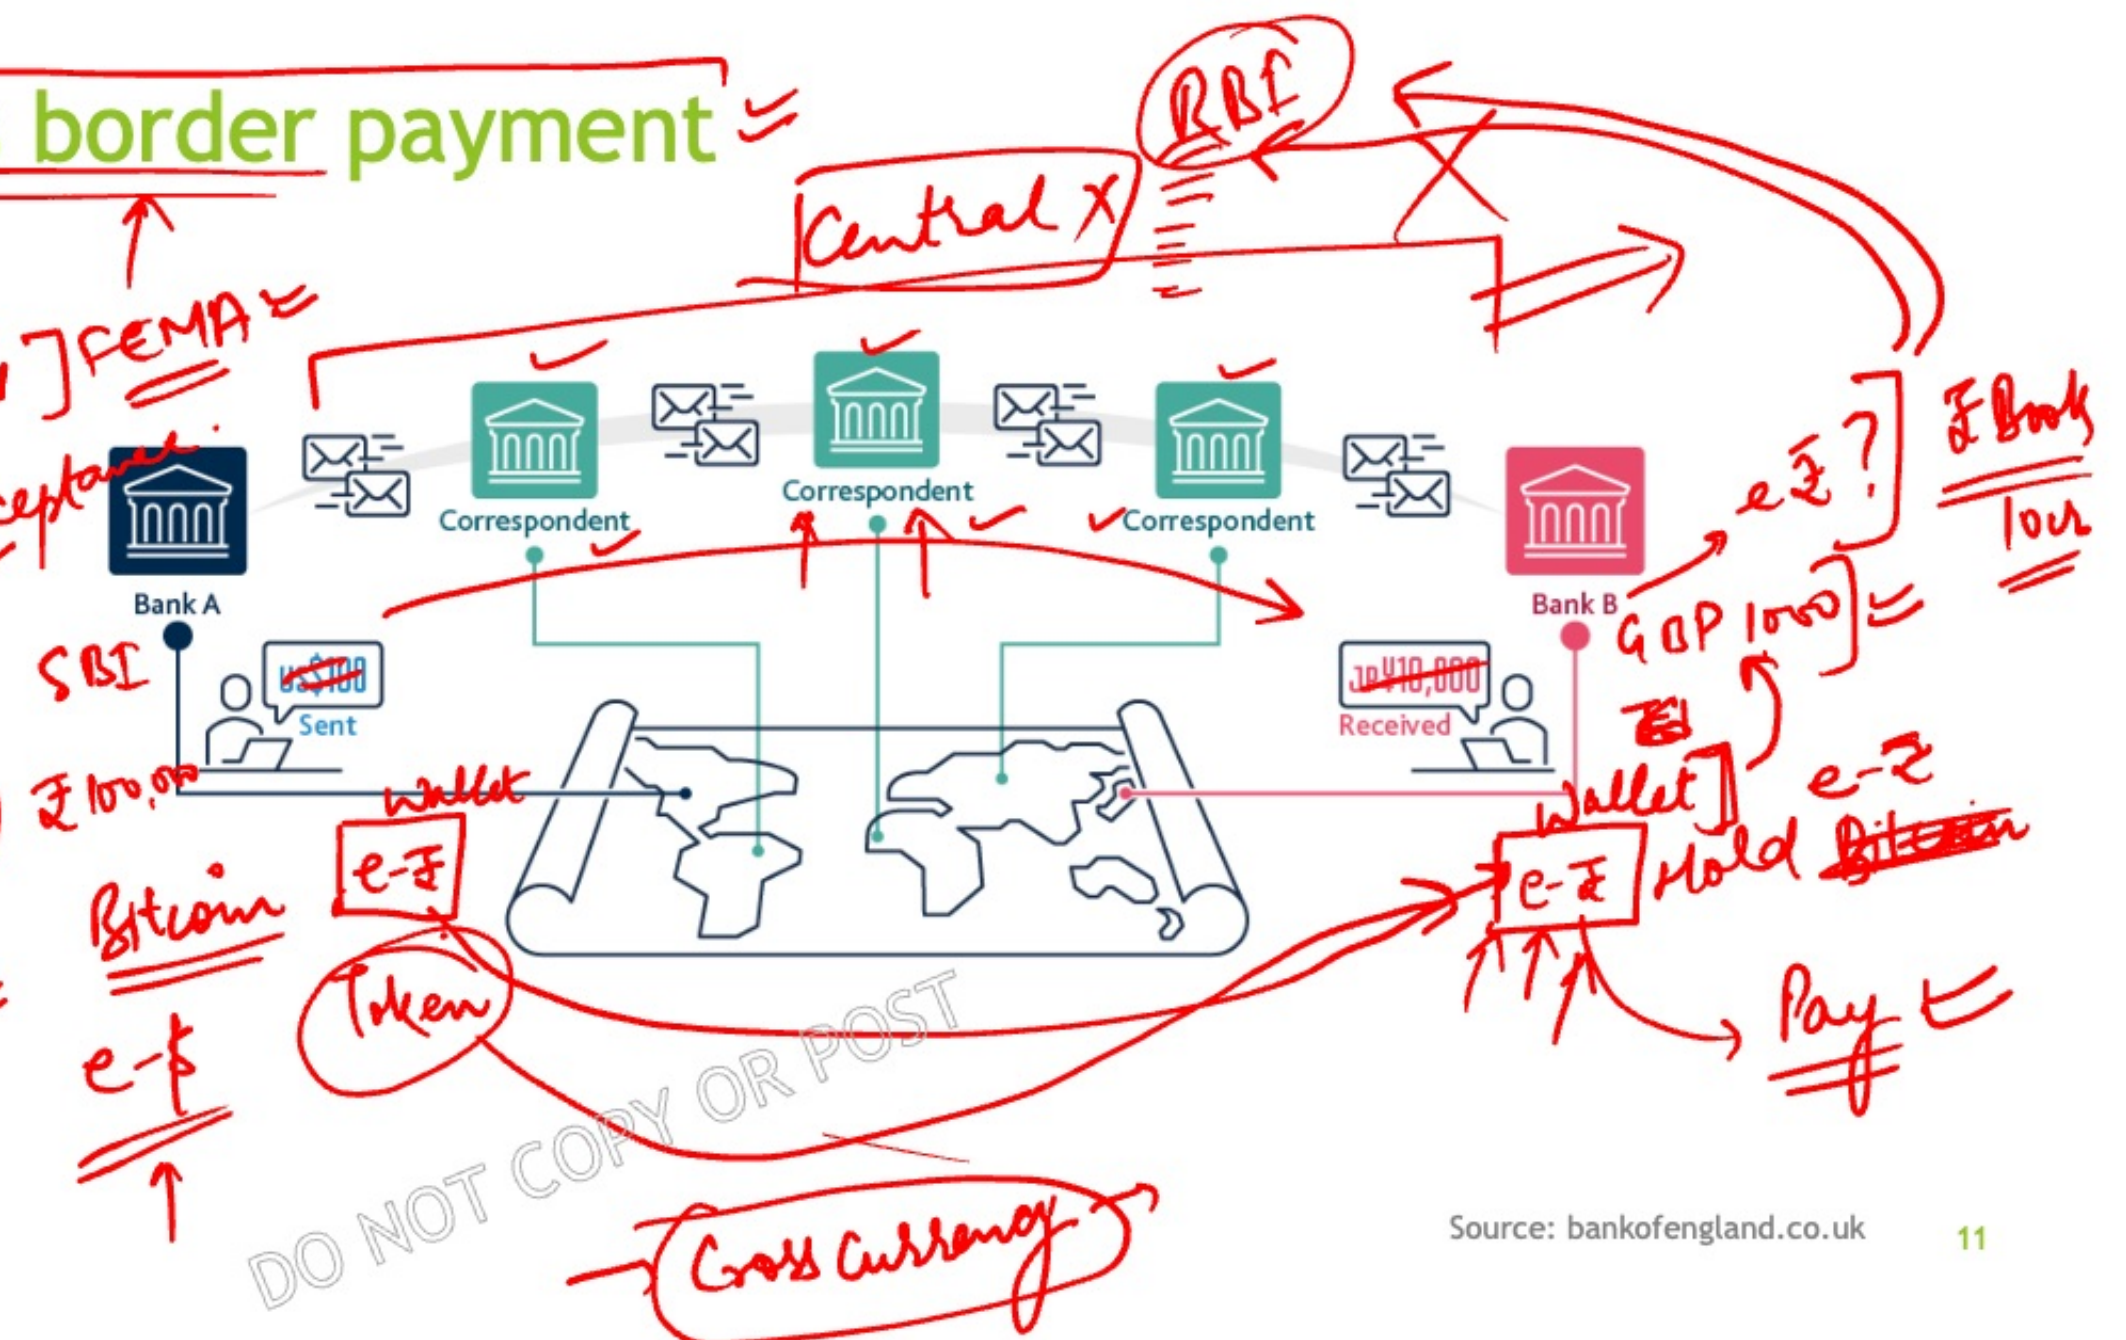 border payment
RBI
Central X
FEMA
Correspondent
Correspondent
Correspondent
e ₹ ?
₹ Book
Bank A
Bank B
GBP 1000
SBI
US$100
Sent
JP¥10,000
Received
₹ 100,000
Wallet
Wallet
e-₹
e-₹
e-₹
Hold Bitcoin
Bitcoin
Token
e-$
Pay
DO NOT COPY OR POST
Cross Currency
Source: bankofengland.co.uk
11